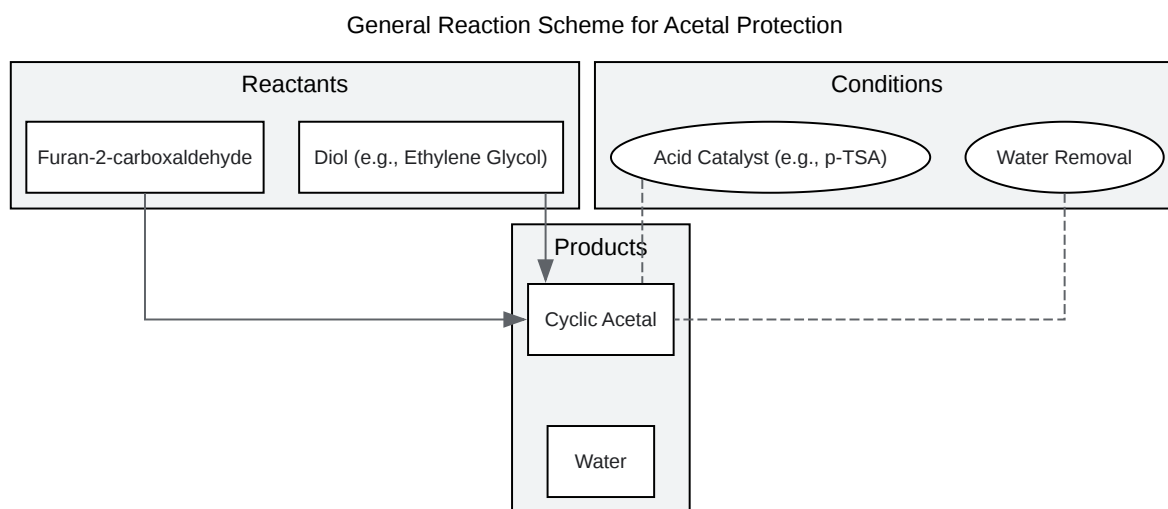 General Reaction Scheme for Acetal Protection
Reactants
Conditions
Furan-2-carboxaldehyde
Diol (e.g., Ethylene Glycol)
Acid Catalyst (e.g., p-TSA)
Water Removal
Products
Cyclic Acetal
Water